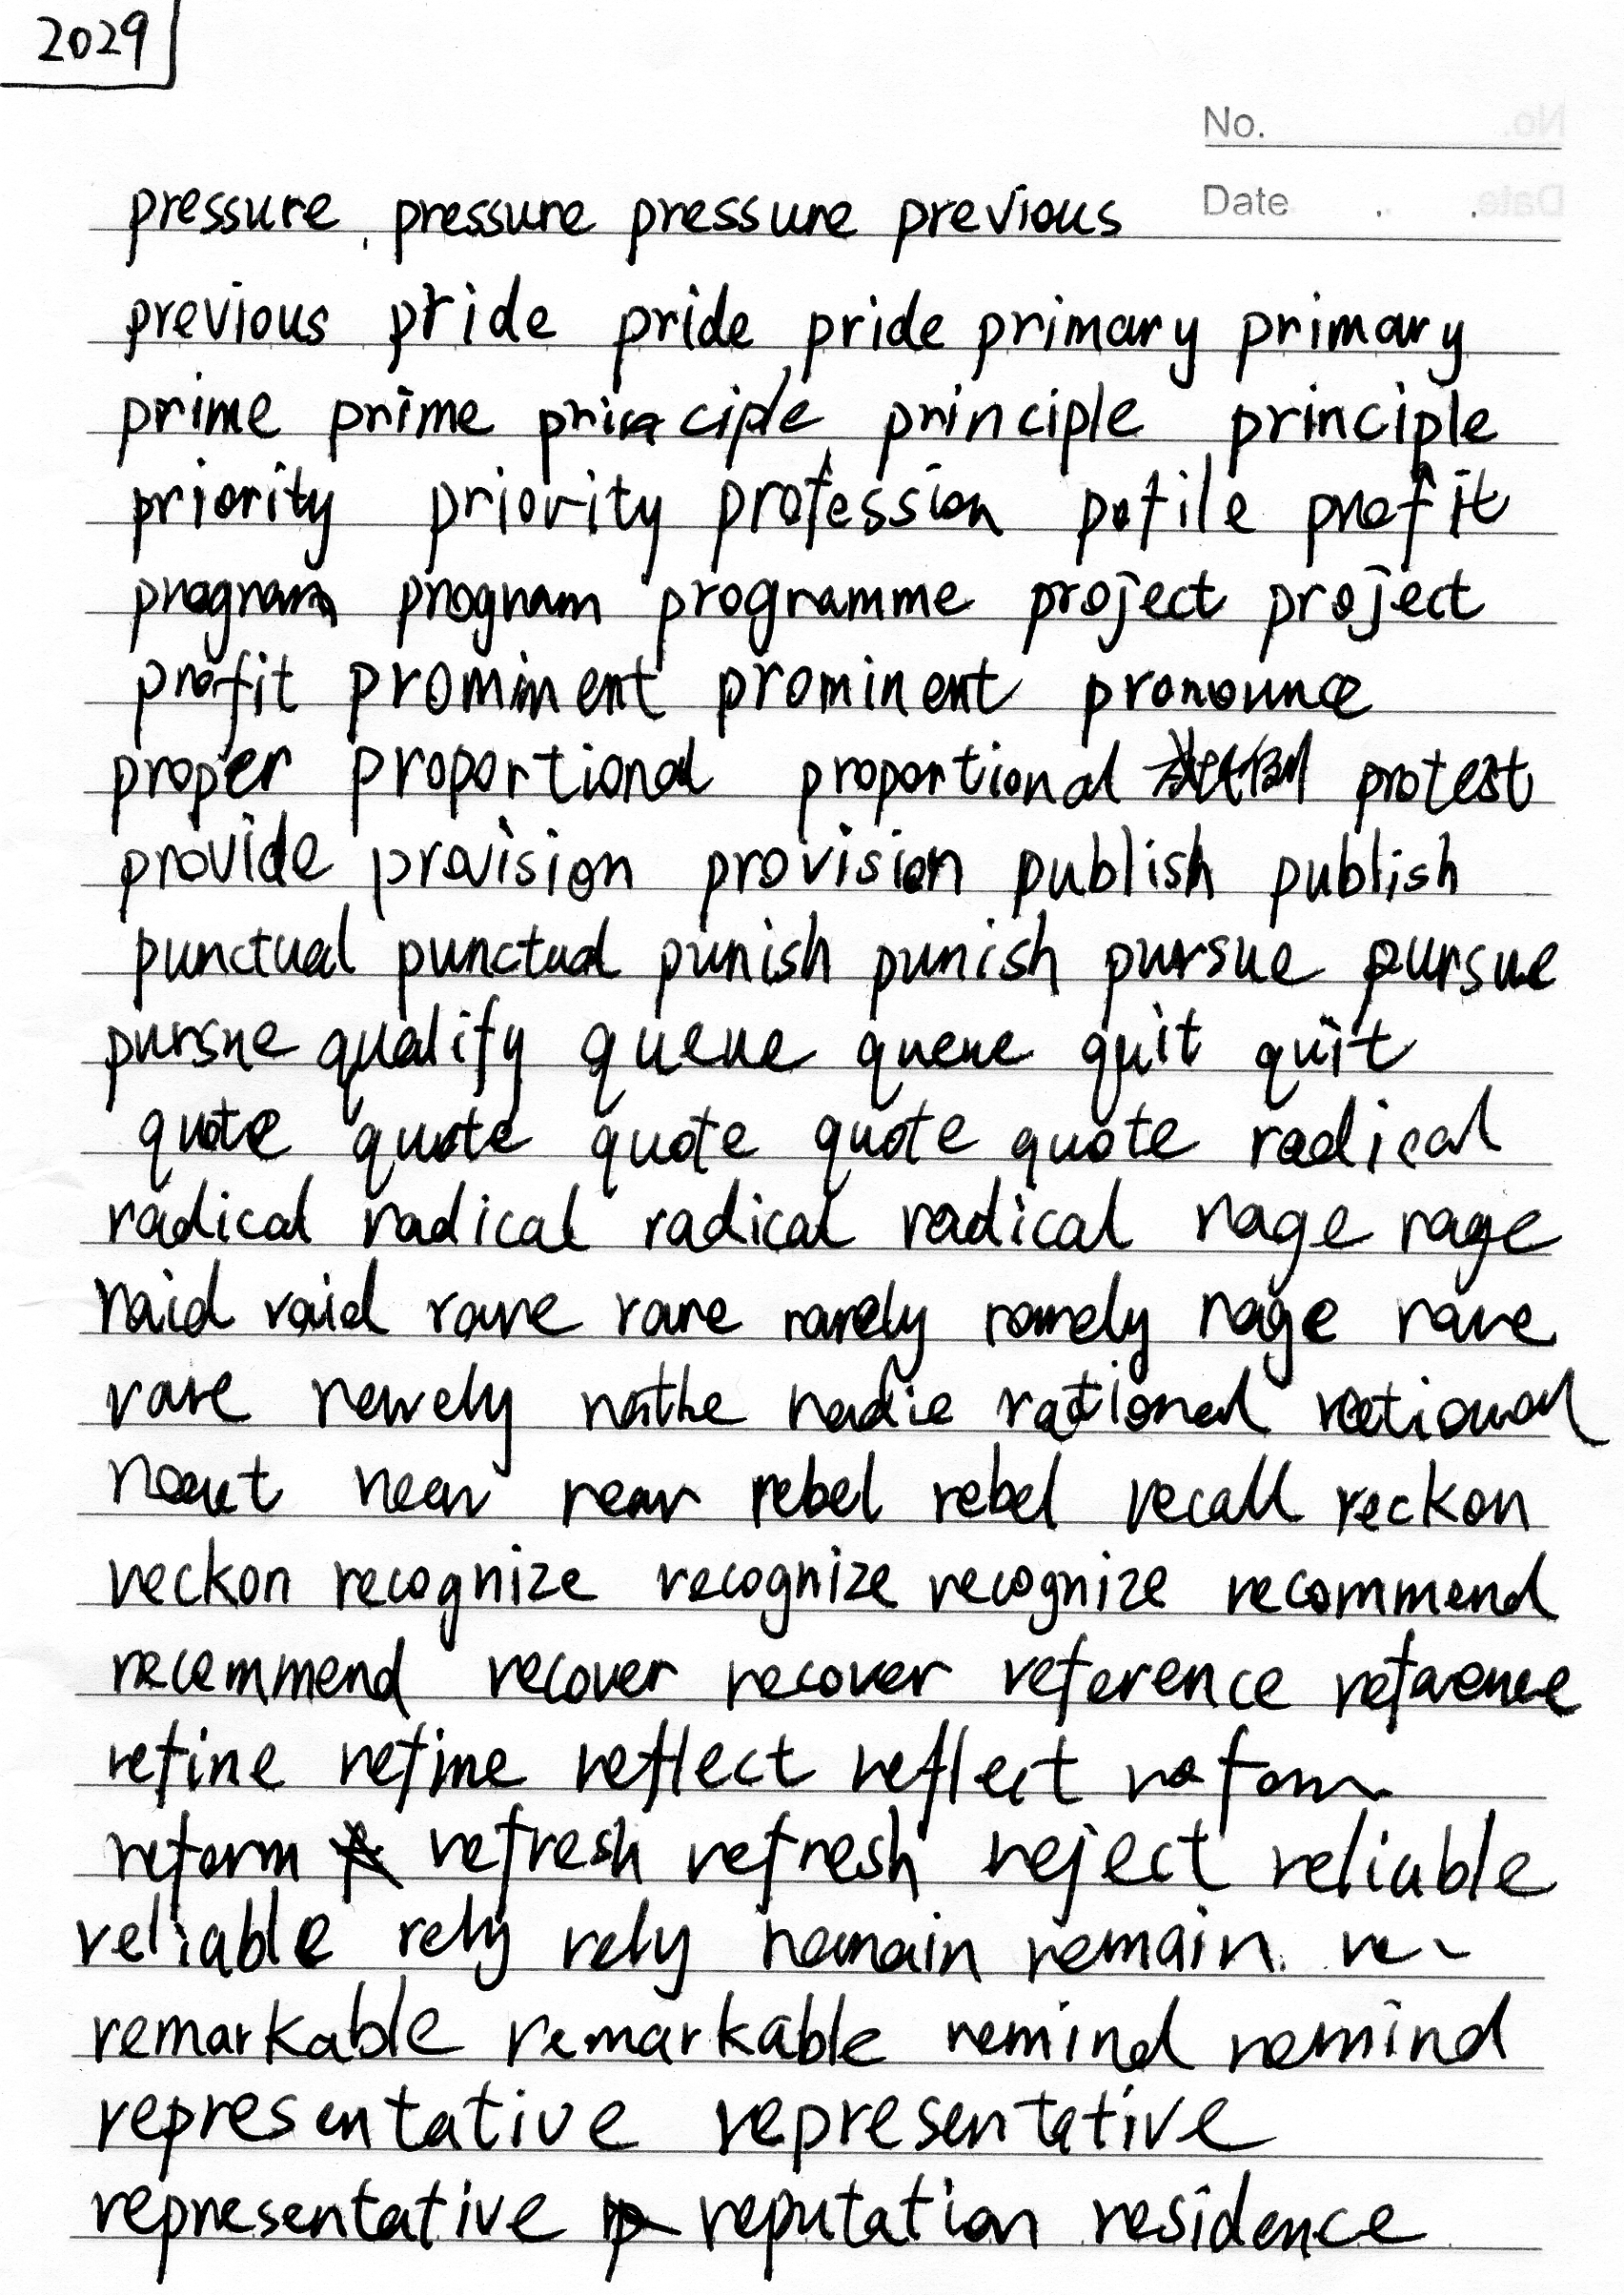 2029
No.
Date
pressure pressure pressure previous
previous pride pride pride primary primary
prime prime principle principle principle
priority priority profession pofile profit
program program programme project project
profit prominent prominent pronounce
proper proportional proportional protest
provide provision provision publish publish
punctual punctual punish punish pursue pursue
pursue qualify queue queue quit quit
quote quote quote quote quote radical
radical radical radical radical rage rage
raid raid rare rare rarely rarely rage rare
rare rational rational
rear rear rebel rebel recall reckon
reckon recognize recognize recognize recommend
recommend recover recover reference reference
refine refine reflect reflect reform
reform refresh refresh reject reliable
reliable rely rely remain remain re-
remarkable remarkable remind remind
representative representative
representative reputation residence